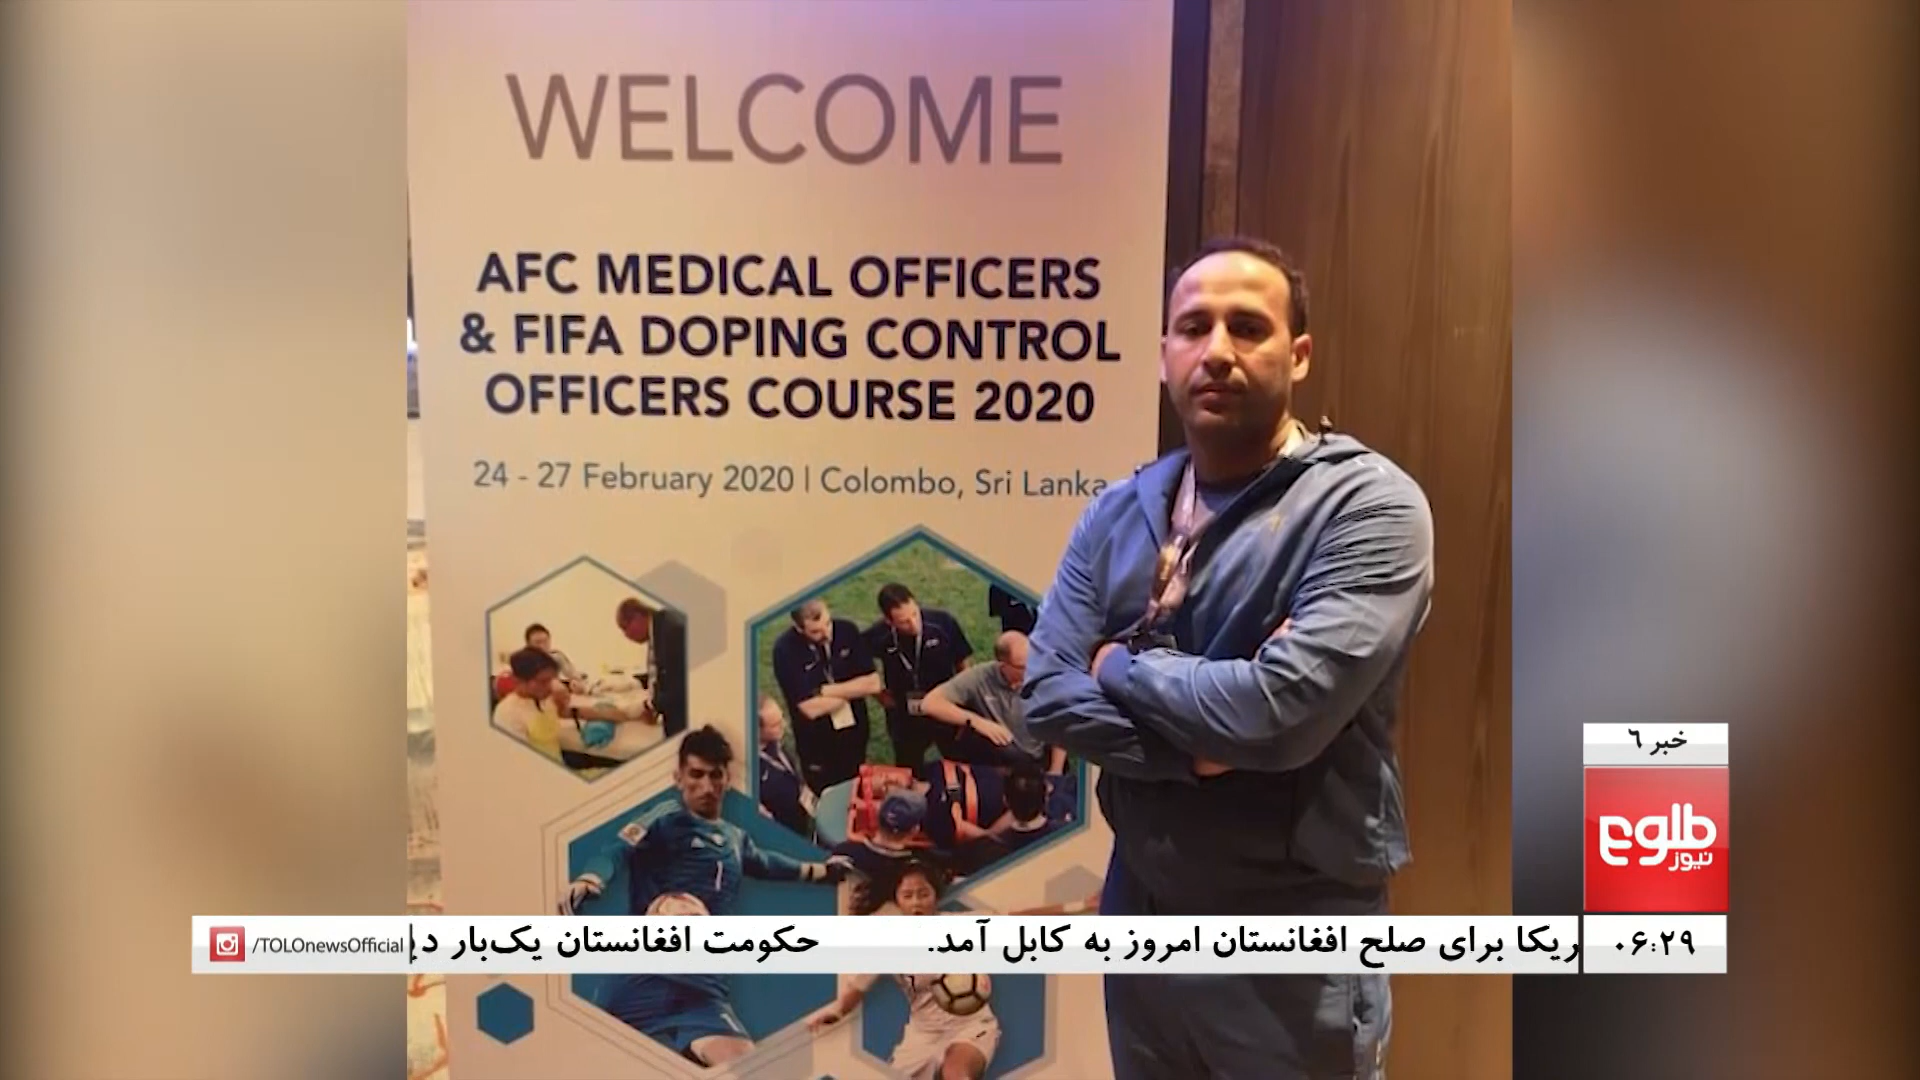 WELCOME
AFC MEDICAL OFFICERS
& FIFA DOPING CONTROL
OFFICERS COURSE 2020
24 - 27 February 2020 | Colombo, Sri Lanka
خبر ٦
طلوع
نیوز
ریکا برای صلح افغانستان امروز به کابل آمد. حکومت افغانستان یک‌بار دی
۰۶:۲۹
/TOLOnewsOfficial